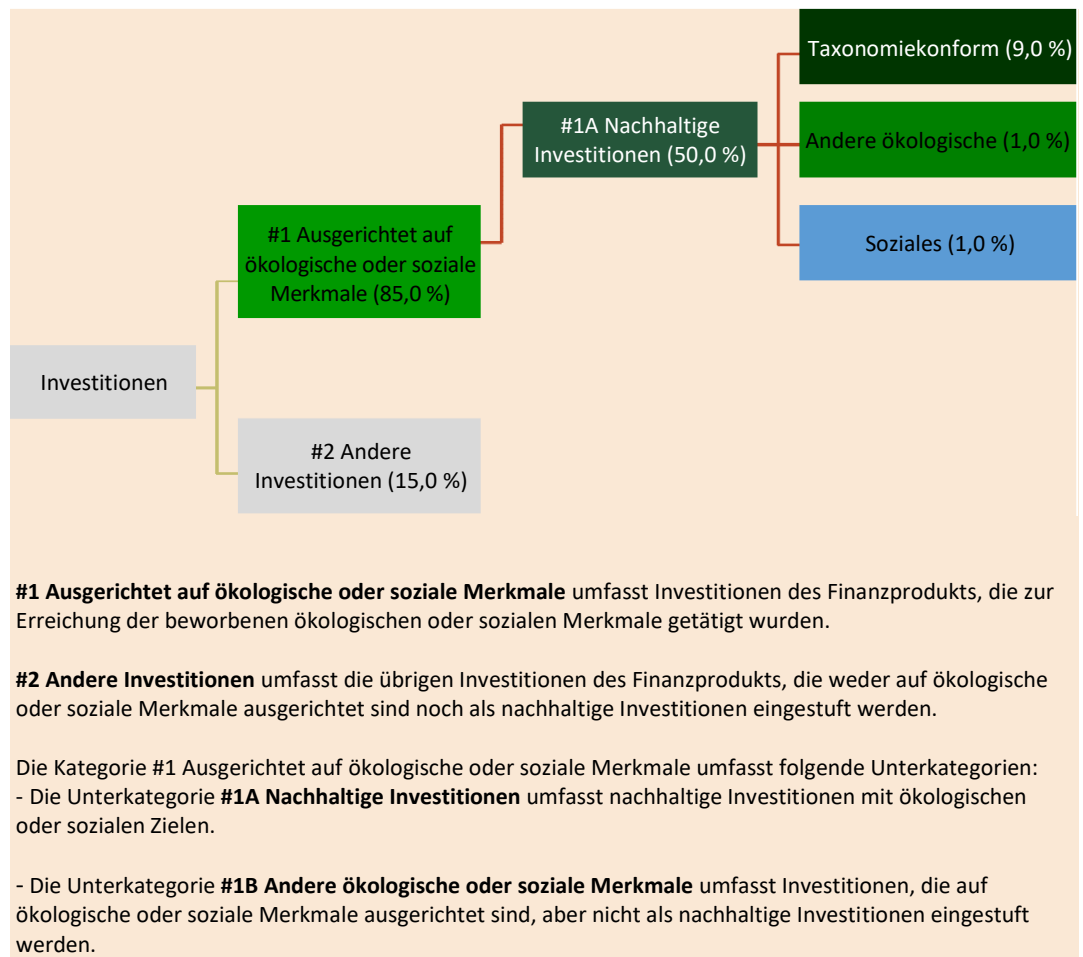 Taxonomiekonform (9,0 %)
#1A Nachhaltige
Investitionen (50,0 %)
Andere ökologische (1,0 %)
#1 Ausgerichtet auf
ökologische oder soziale
Merkmale (85,0 %)
Soziales (1,0 %)
Investitionen
#2 Andere
Investitionen (15,0 %)
#1 Ausgerichtet auf ökologische oder soziale Merkmale umfasst Investitionen des Finanzprodukts, die zur
Erreichung der beworbenen ökologischen oder sozialen Merkmale getätigt wurden.
#2 Andere Investitionen umfasst die übrigen Investitionen des Finanzprodukts, die weder auf ökologische
oder soziale Merkmale ausgerichtet sind noch als nachhaltige Investitionen eingestuft werden.
Die Kategorie #1 Ausgerichtet auf ökologische oder soziale Merkmale umfasst folgende Unterkategorien:
- Die Unterkategorie #1A Nachhaltige Investitionen umfasst nachhaltige Investitionen mit ökologischen
oder sozialen Zielen.
- Die Unterkategorie #1B Andere ökologische oder soziale Merkmale umfasst Investitionen, die auf
ökologische oder soziale Merkmale ausgerichtet sind, aber nicht als nachhaltige Investitionen eingestuft
werden.